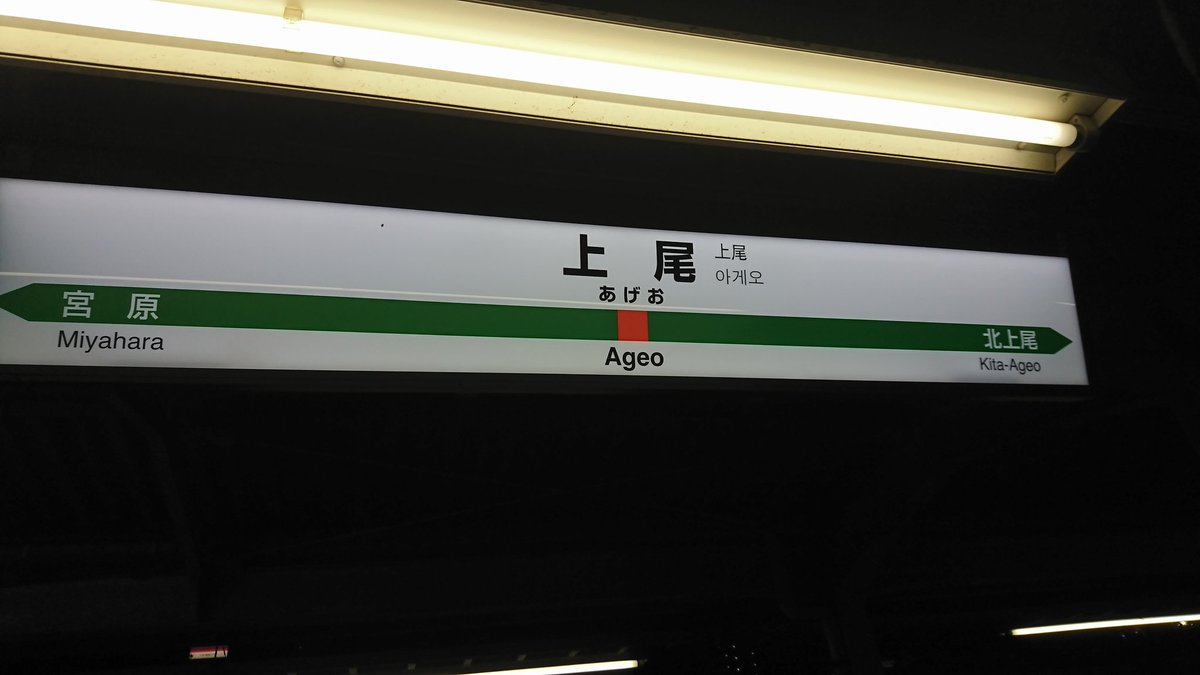 上尾
上尾
아게오
あげお
宮原
北上尾
Miyahara
Ageo
Kita-Ageo